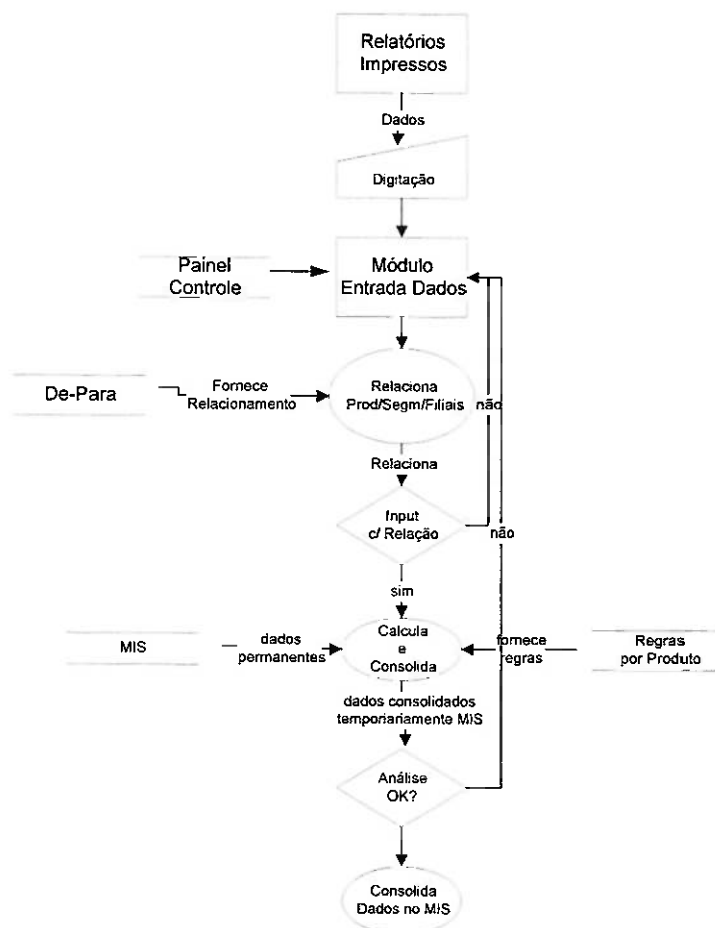 Relatórios
Impressos
Dados
Digitação
Painel
Controle
Módulo
Entrada Dados
De-Para
Fornece
Relacionamento
Relaciona
Prod/Segm/Filiais
não
Relaciona
Input
c/ Relação
não
sim
MIS
dados
permanentes
Calcula
e
Consolida
fornece
regras
Regras
por Produto
dados consolidados
temporiariamente MIS
Análise
OK?
Consolida
Dados no MIS